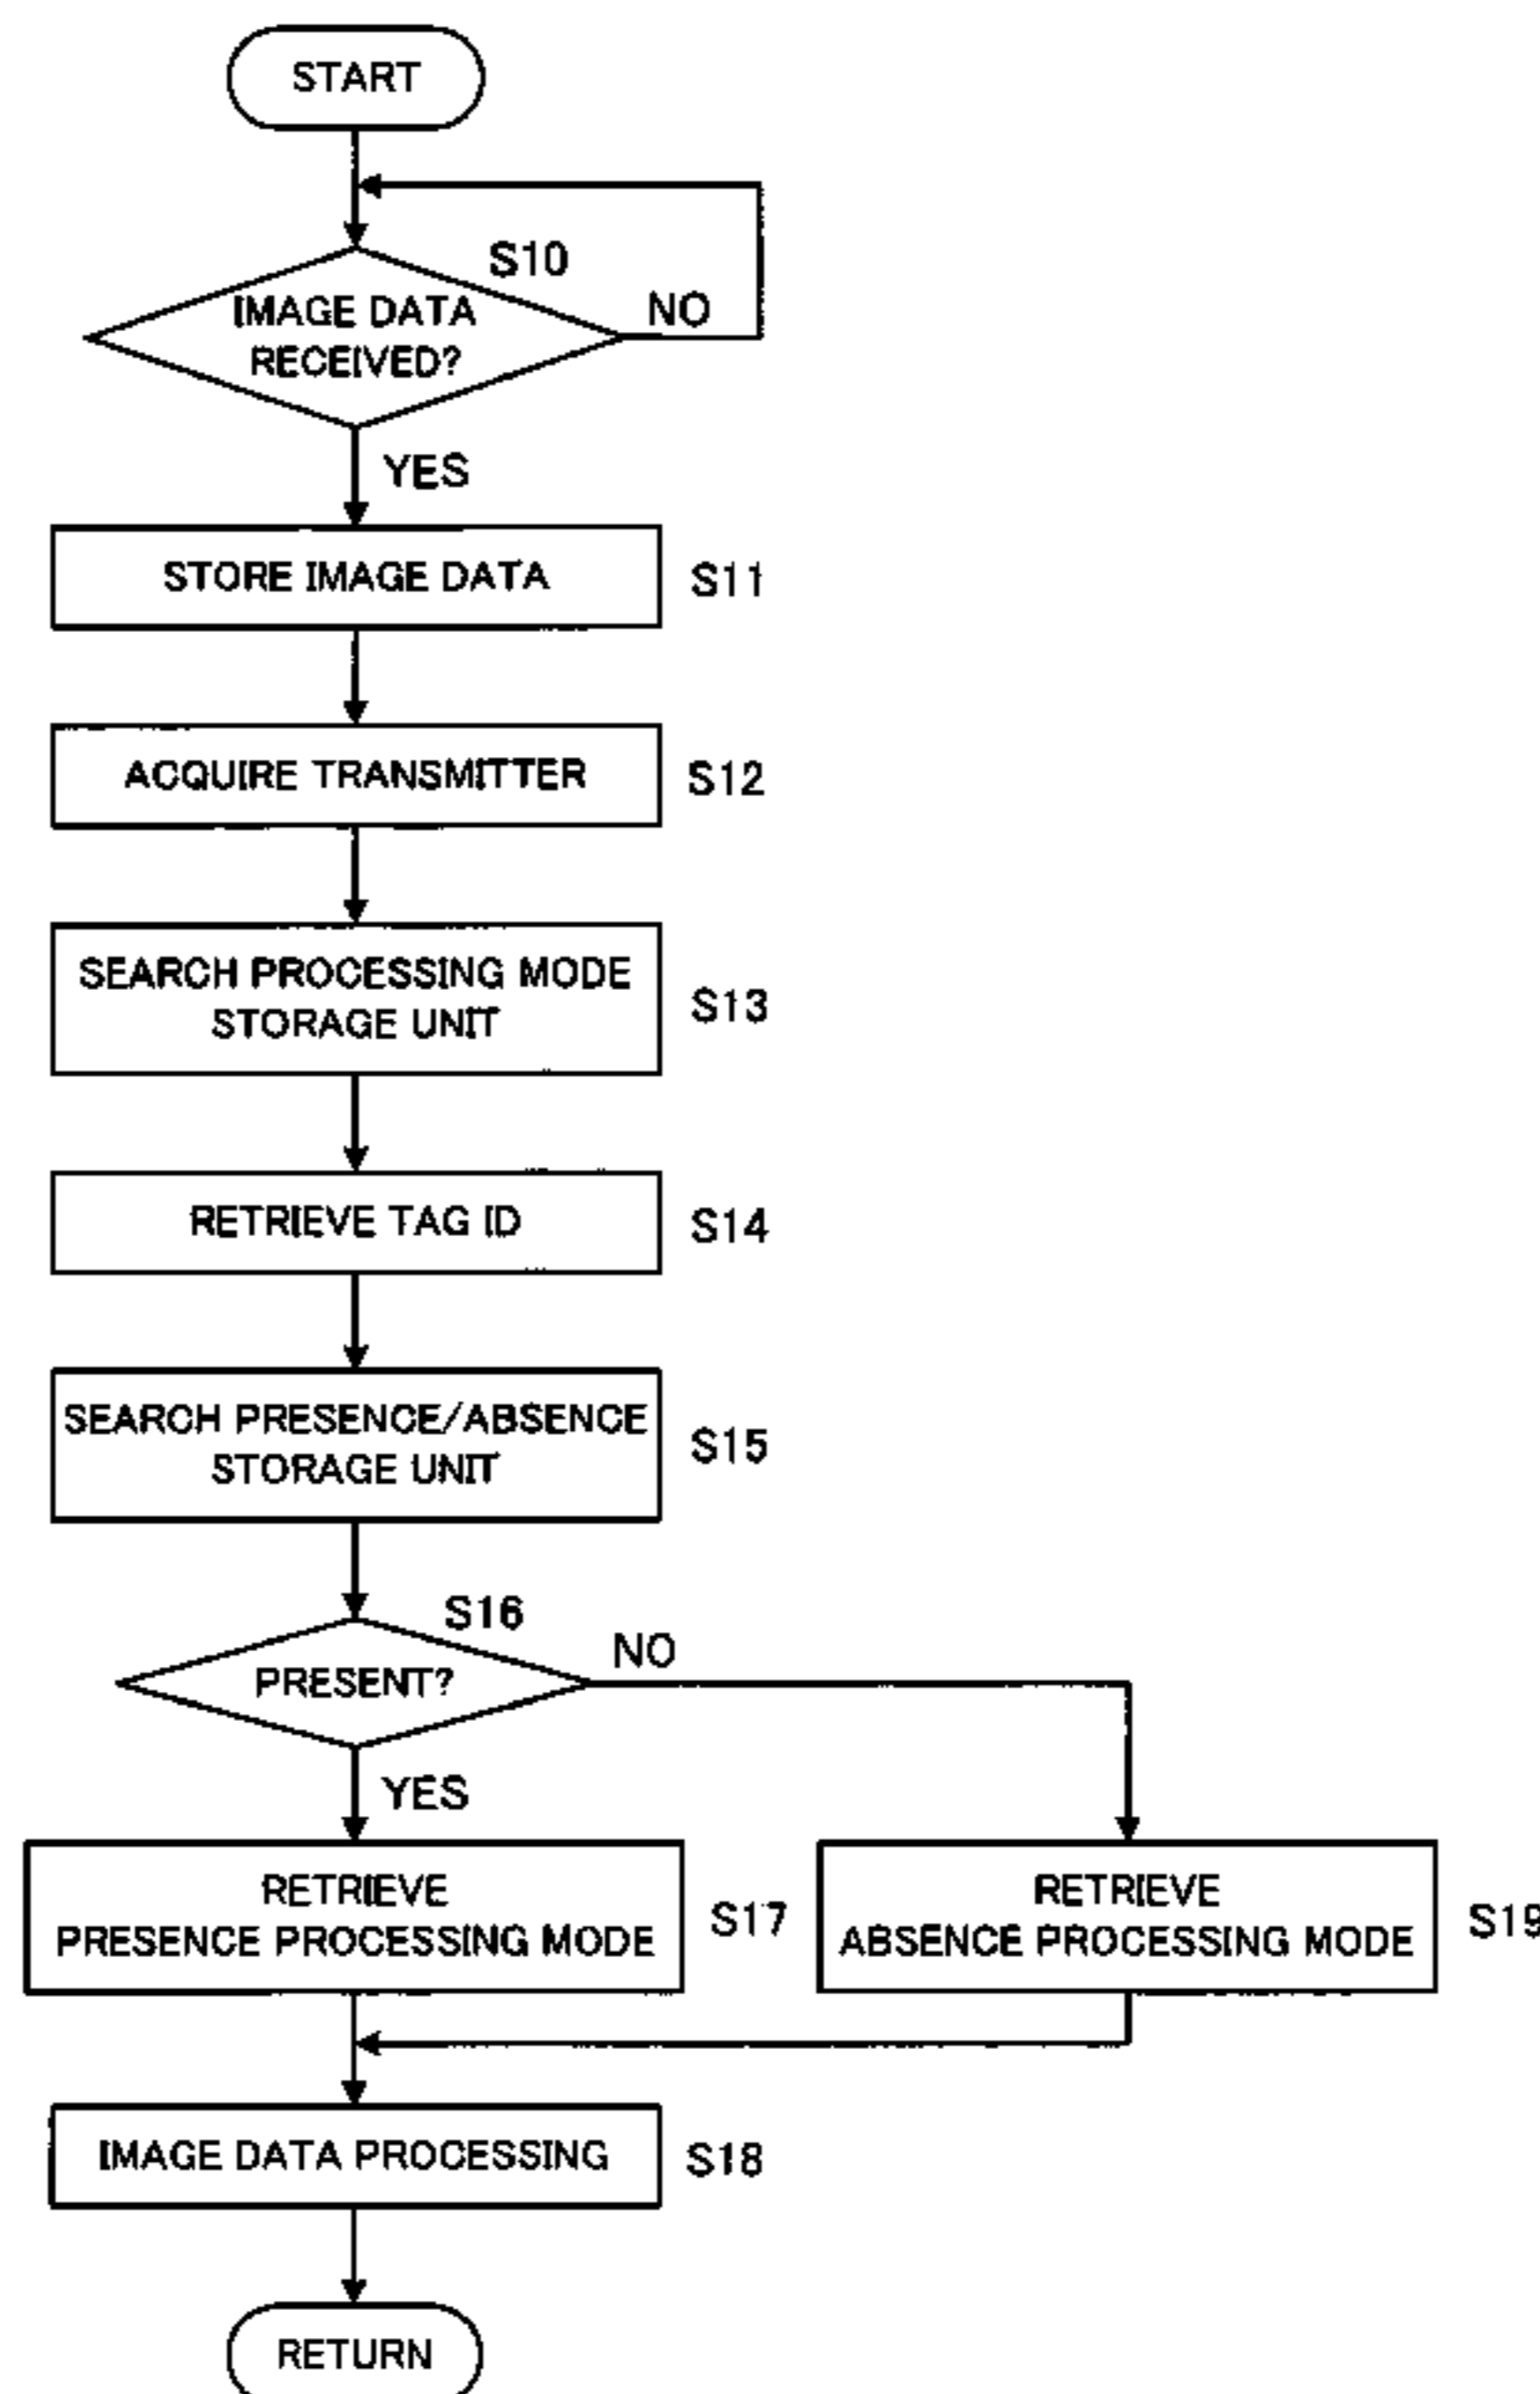 START
S10
IMAGE DATA
RECEIVED?
NO
YES
STORE IMAGE DATA
S11
ACQUIRE TRANSMITTER
S12
SEARCH PROCESSING MODE
STORAGE UNIT
S13
RETRIEVE TAG ID
S14
SEARCH PRESENCE/ABSENCE
STORAGE UNIT
S15
S16
PRESENT?
NO
YES
RETRIEVE
PRESENCE PROCESSING MODE
S17
RETRIEVE
ABSENCE PROCESSING MODE
S19
IMAGE DATA PROCESSING
S18
RETURN